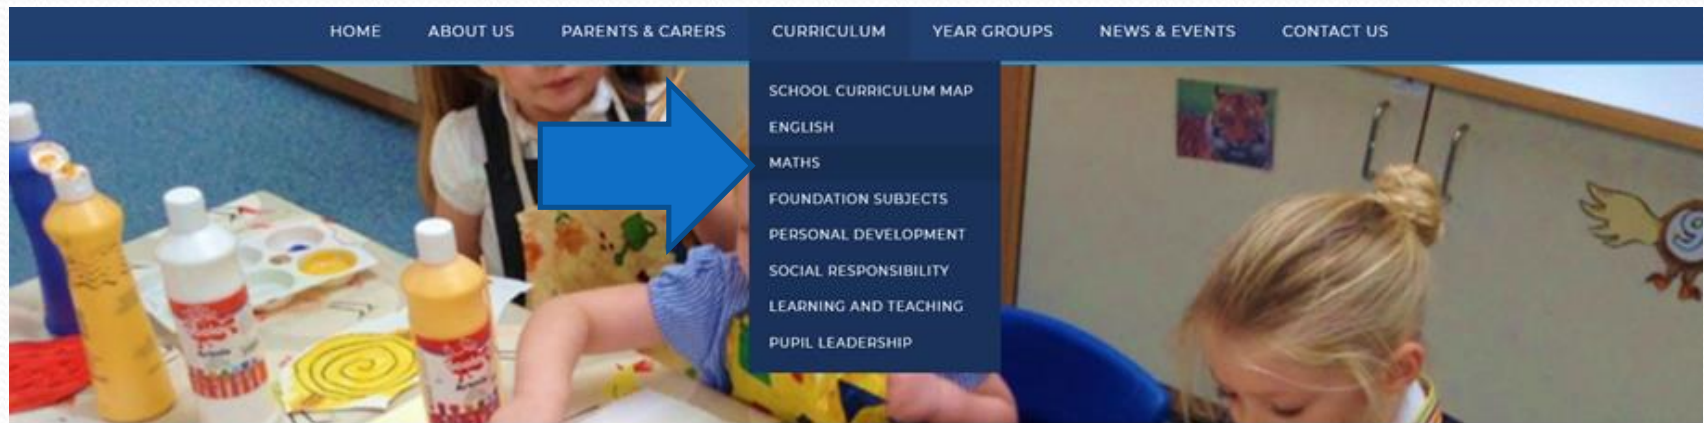 HOME ABOUT US PARENTS & CARERS CURRICULUM YEAR GROUPS NEWS & EVENTS CONTACT US
SCHOOL CURRICULUM MAP
ENGLISH
MATHS
FOUNDATION SUBJECTS
PERSONAL DEVELOPMENT
SOCIAL RESPONSIBILITY
LEARNING AND TEACHING
PUPIL LEADERSHIP